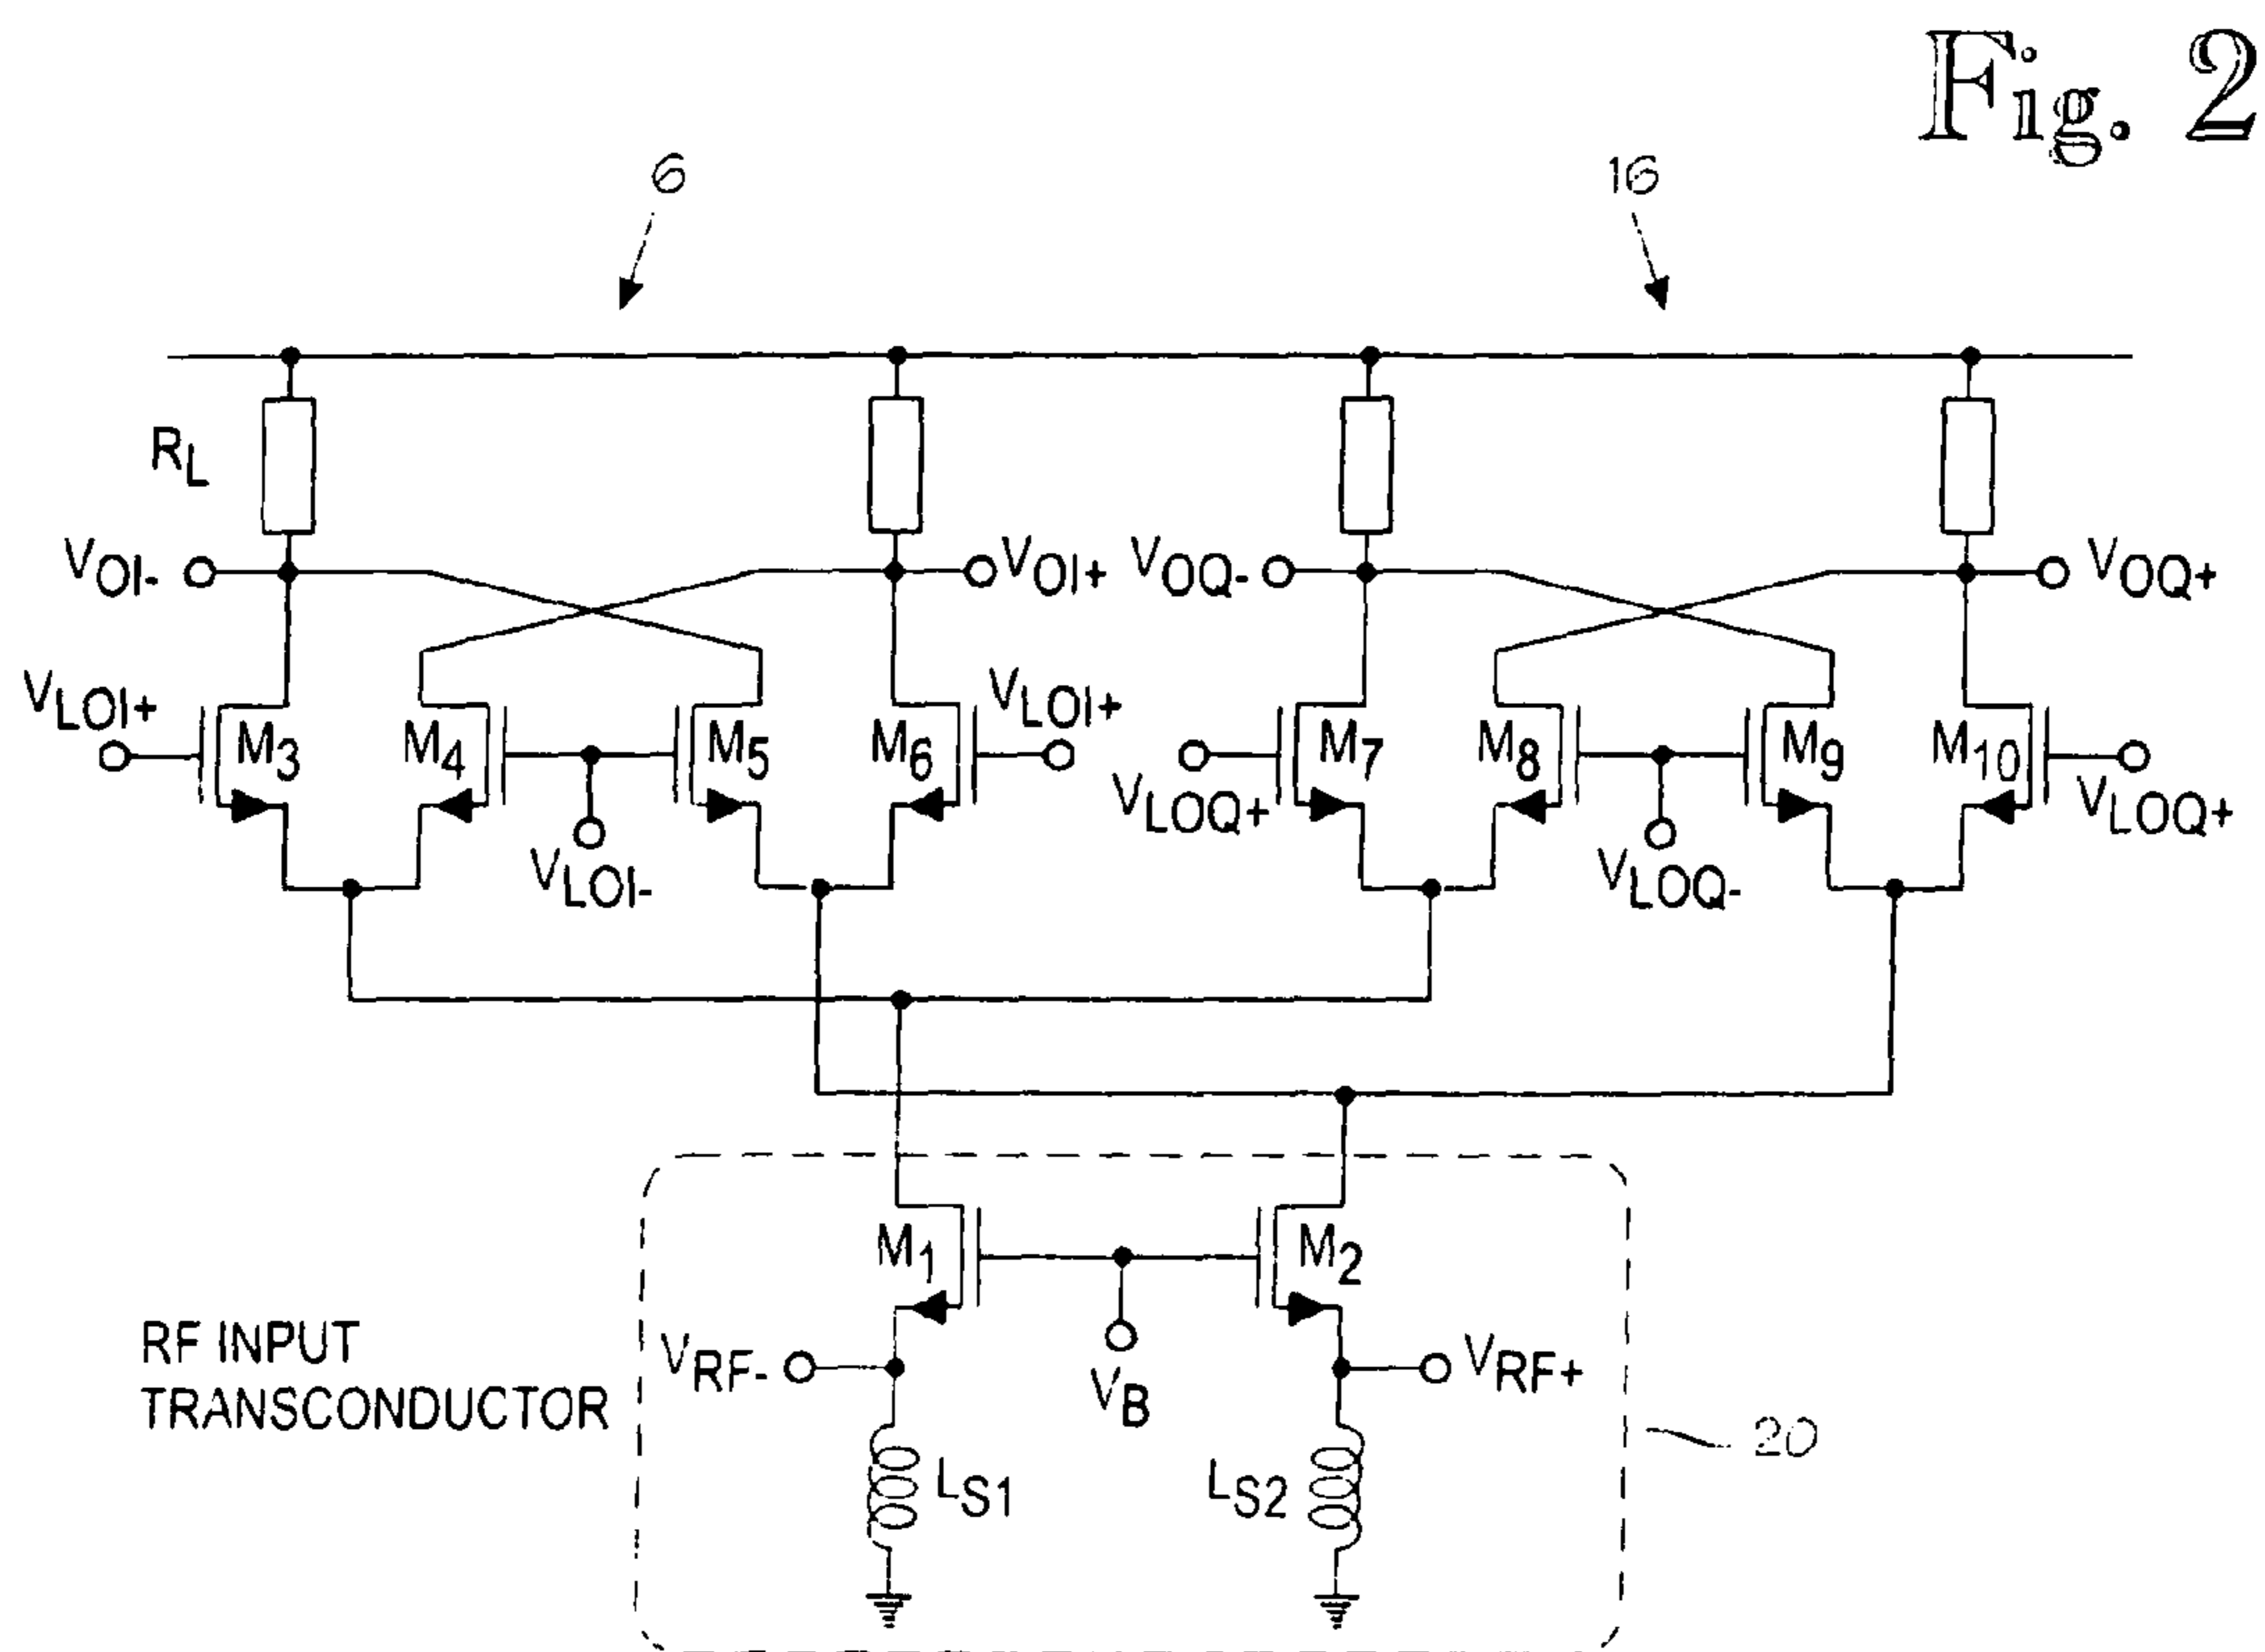 Fig. 2
6
16
RL
VOI-
VOI+
VOQ-
VOQ+
VLOI+
M3
M4
M5
M6
VLOI+
M7
M8
M9
M10
VLOI-
VLOQ+
VLOQ-
VLOQ+
M1
M2
RF INPUT
TRANSCONDUCTOR
VRF-
VB
VRF+
20
LS1
LS2